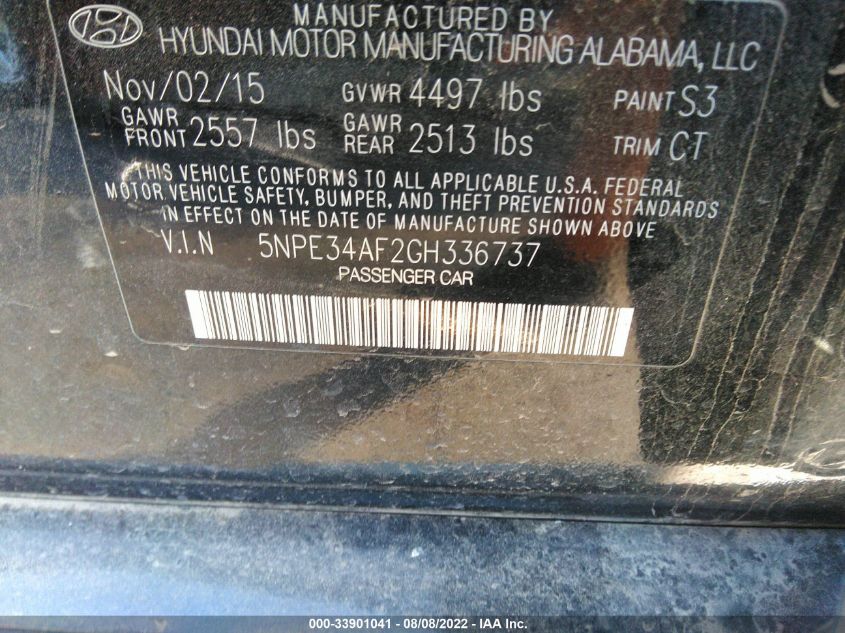 MANUFACTURED BY
HYUNDAI MOTOR MANUFACTURING ALABAMA, LLC
Nov/02/15 GVWR 4497 lbs PAINT S3
GAWR FRONT 2557 lbs GAWR REAR 2513 lbs TRIM CT
THIS VEHICLE CONFORMS TO ALL APPLICABLE U.S.A. FEDERAL
MOTOR VEHICLE SAFETY, BUMPER, AND THEFT PREVENTION STANDARDS
IN EFFECT ON THE DATE OF MANUFACTURE SHOWN ABOVE
V.I.N 5NPE34AF2GH336737
PASSENGER CAR
000-33901041 - 08/08/2022 - IAA Inc.